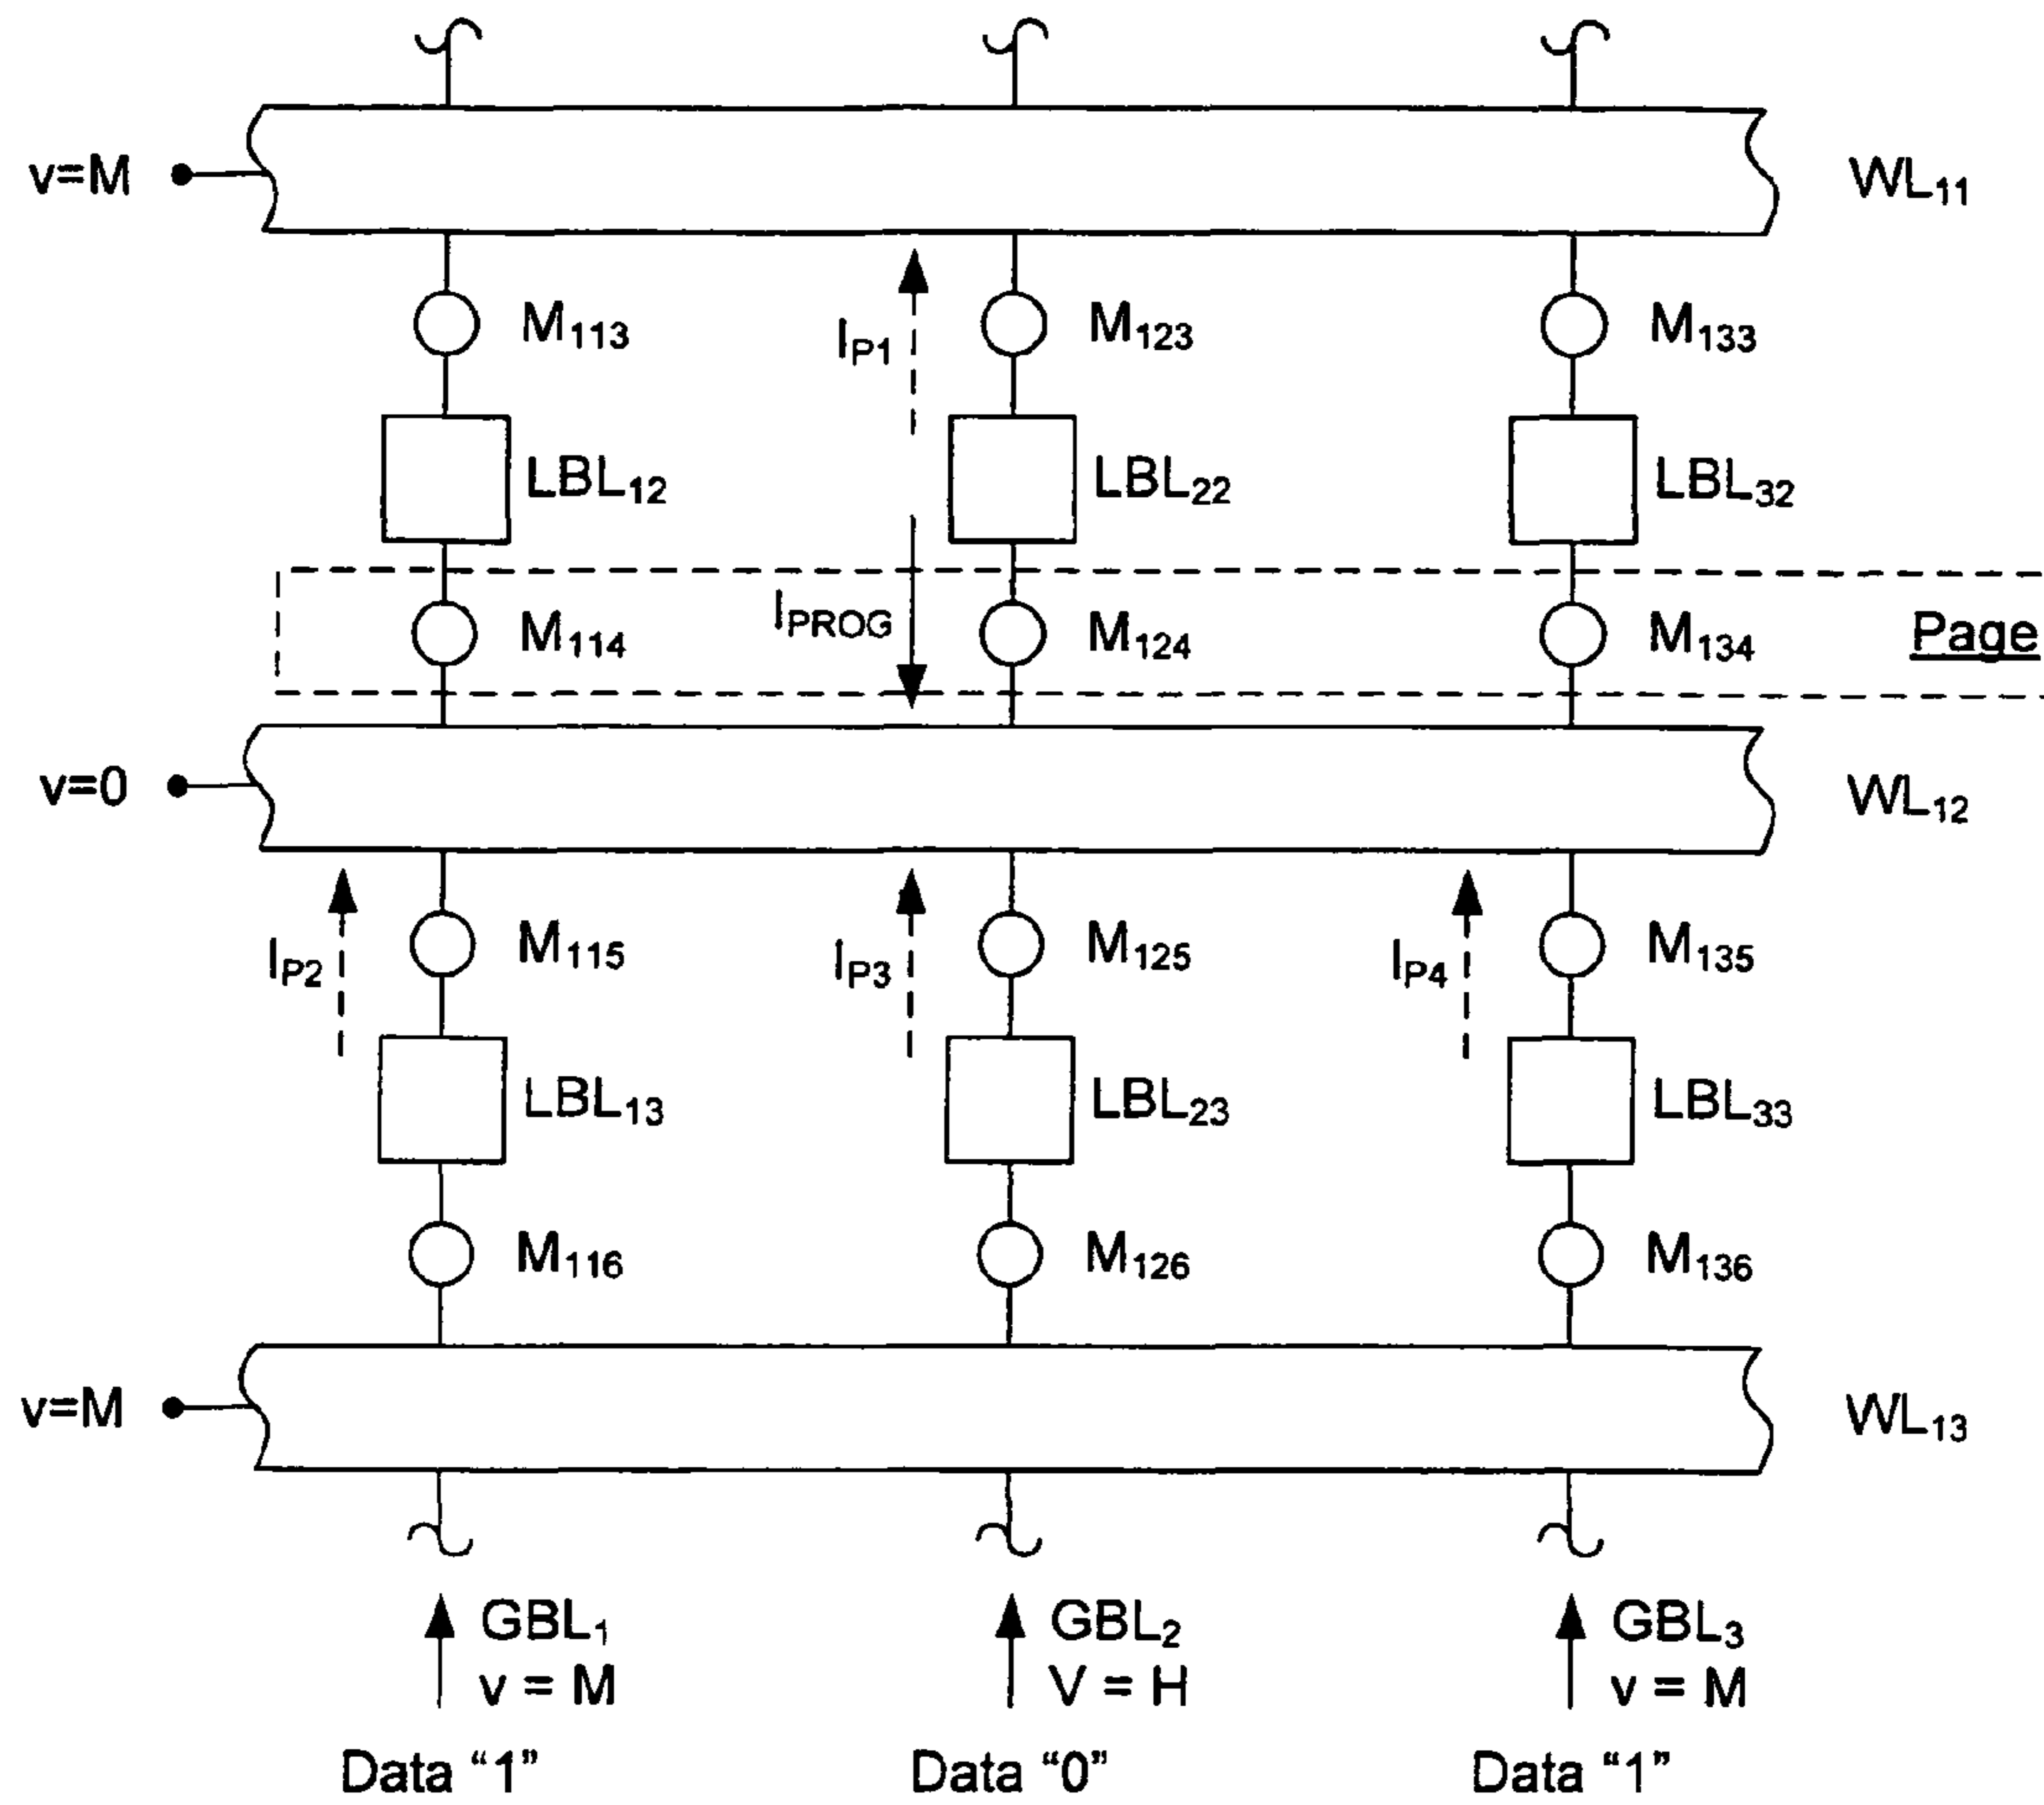 v=M
WL11
M113
IP1
M123
M133
LBL12
LBL22
LBL32
M114
IPROG
M124
M134
Page
v=0
WL12
IP2
M115
IP3
M125
IP4
M135
LBL13
LBL23
LBL33
M116
M126
M136
v=M
WL13
GBL1
v = M
GBL2
V = H
GBL3
v = M
Data “1”
Data “0”
Data “1”